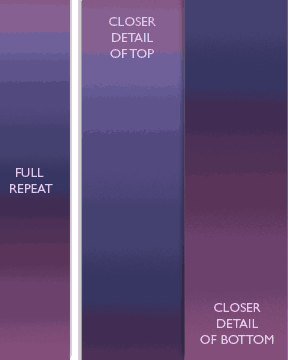 CLOSER
DETAIL
OF TOP
FULL
REPEAT
CLOSER
DETAIL
OF BOTTOM